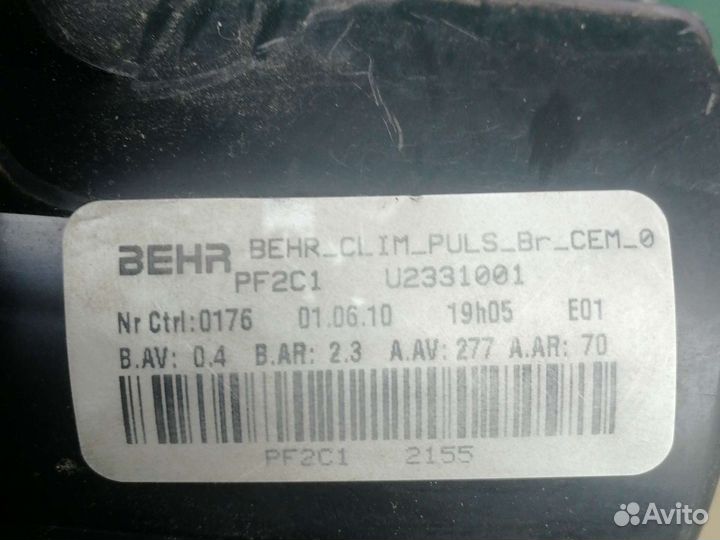 BEHR BEHR_CLIM_PULS_Br_CEM_0
PF2C1 U2331001
Nr Ctrl:0176 01.06.10 19h05 E01
B.AV: 0.4 B.AR: 2.3 A.AV: 277 A.AR: 70
PF2C1 2155
Avito